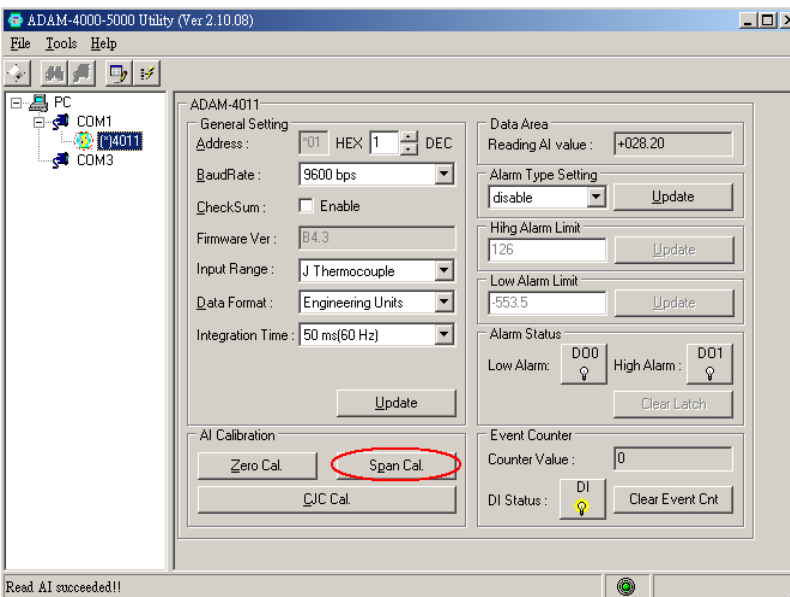 ADAM-4000-5000 Utility (Ver 2.10.08)
File Tools Help
PC
COM1
(*)4011
COM3
ADAM-4011
General Setting
Address : *01 HEX 1 DEC
BaudRate : 9600 bps
CheckSum : Enable
Firmware Ver : B4.3
Input Range : J Thermocouple
Data Format : Engineering Units
Integration Time : 50 ms(60 Hz)
Update
AI Calibration
Zero Cal. Span Cal.
CJC Cal.
Data Area
Reading AI value : +028.20
Alarm Type Setting
disable Update
Hihg Alarm Limit
126 Update
Low Alarm Limit
-553.5 Update
Alarm Status
Low Alarm: DO0 High Alarm : DO1
Clear Latch
Event Counter
Counter Value : 0
DI Status : DI Clear Event Cnt
Read AI succeeded!!